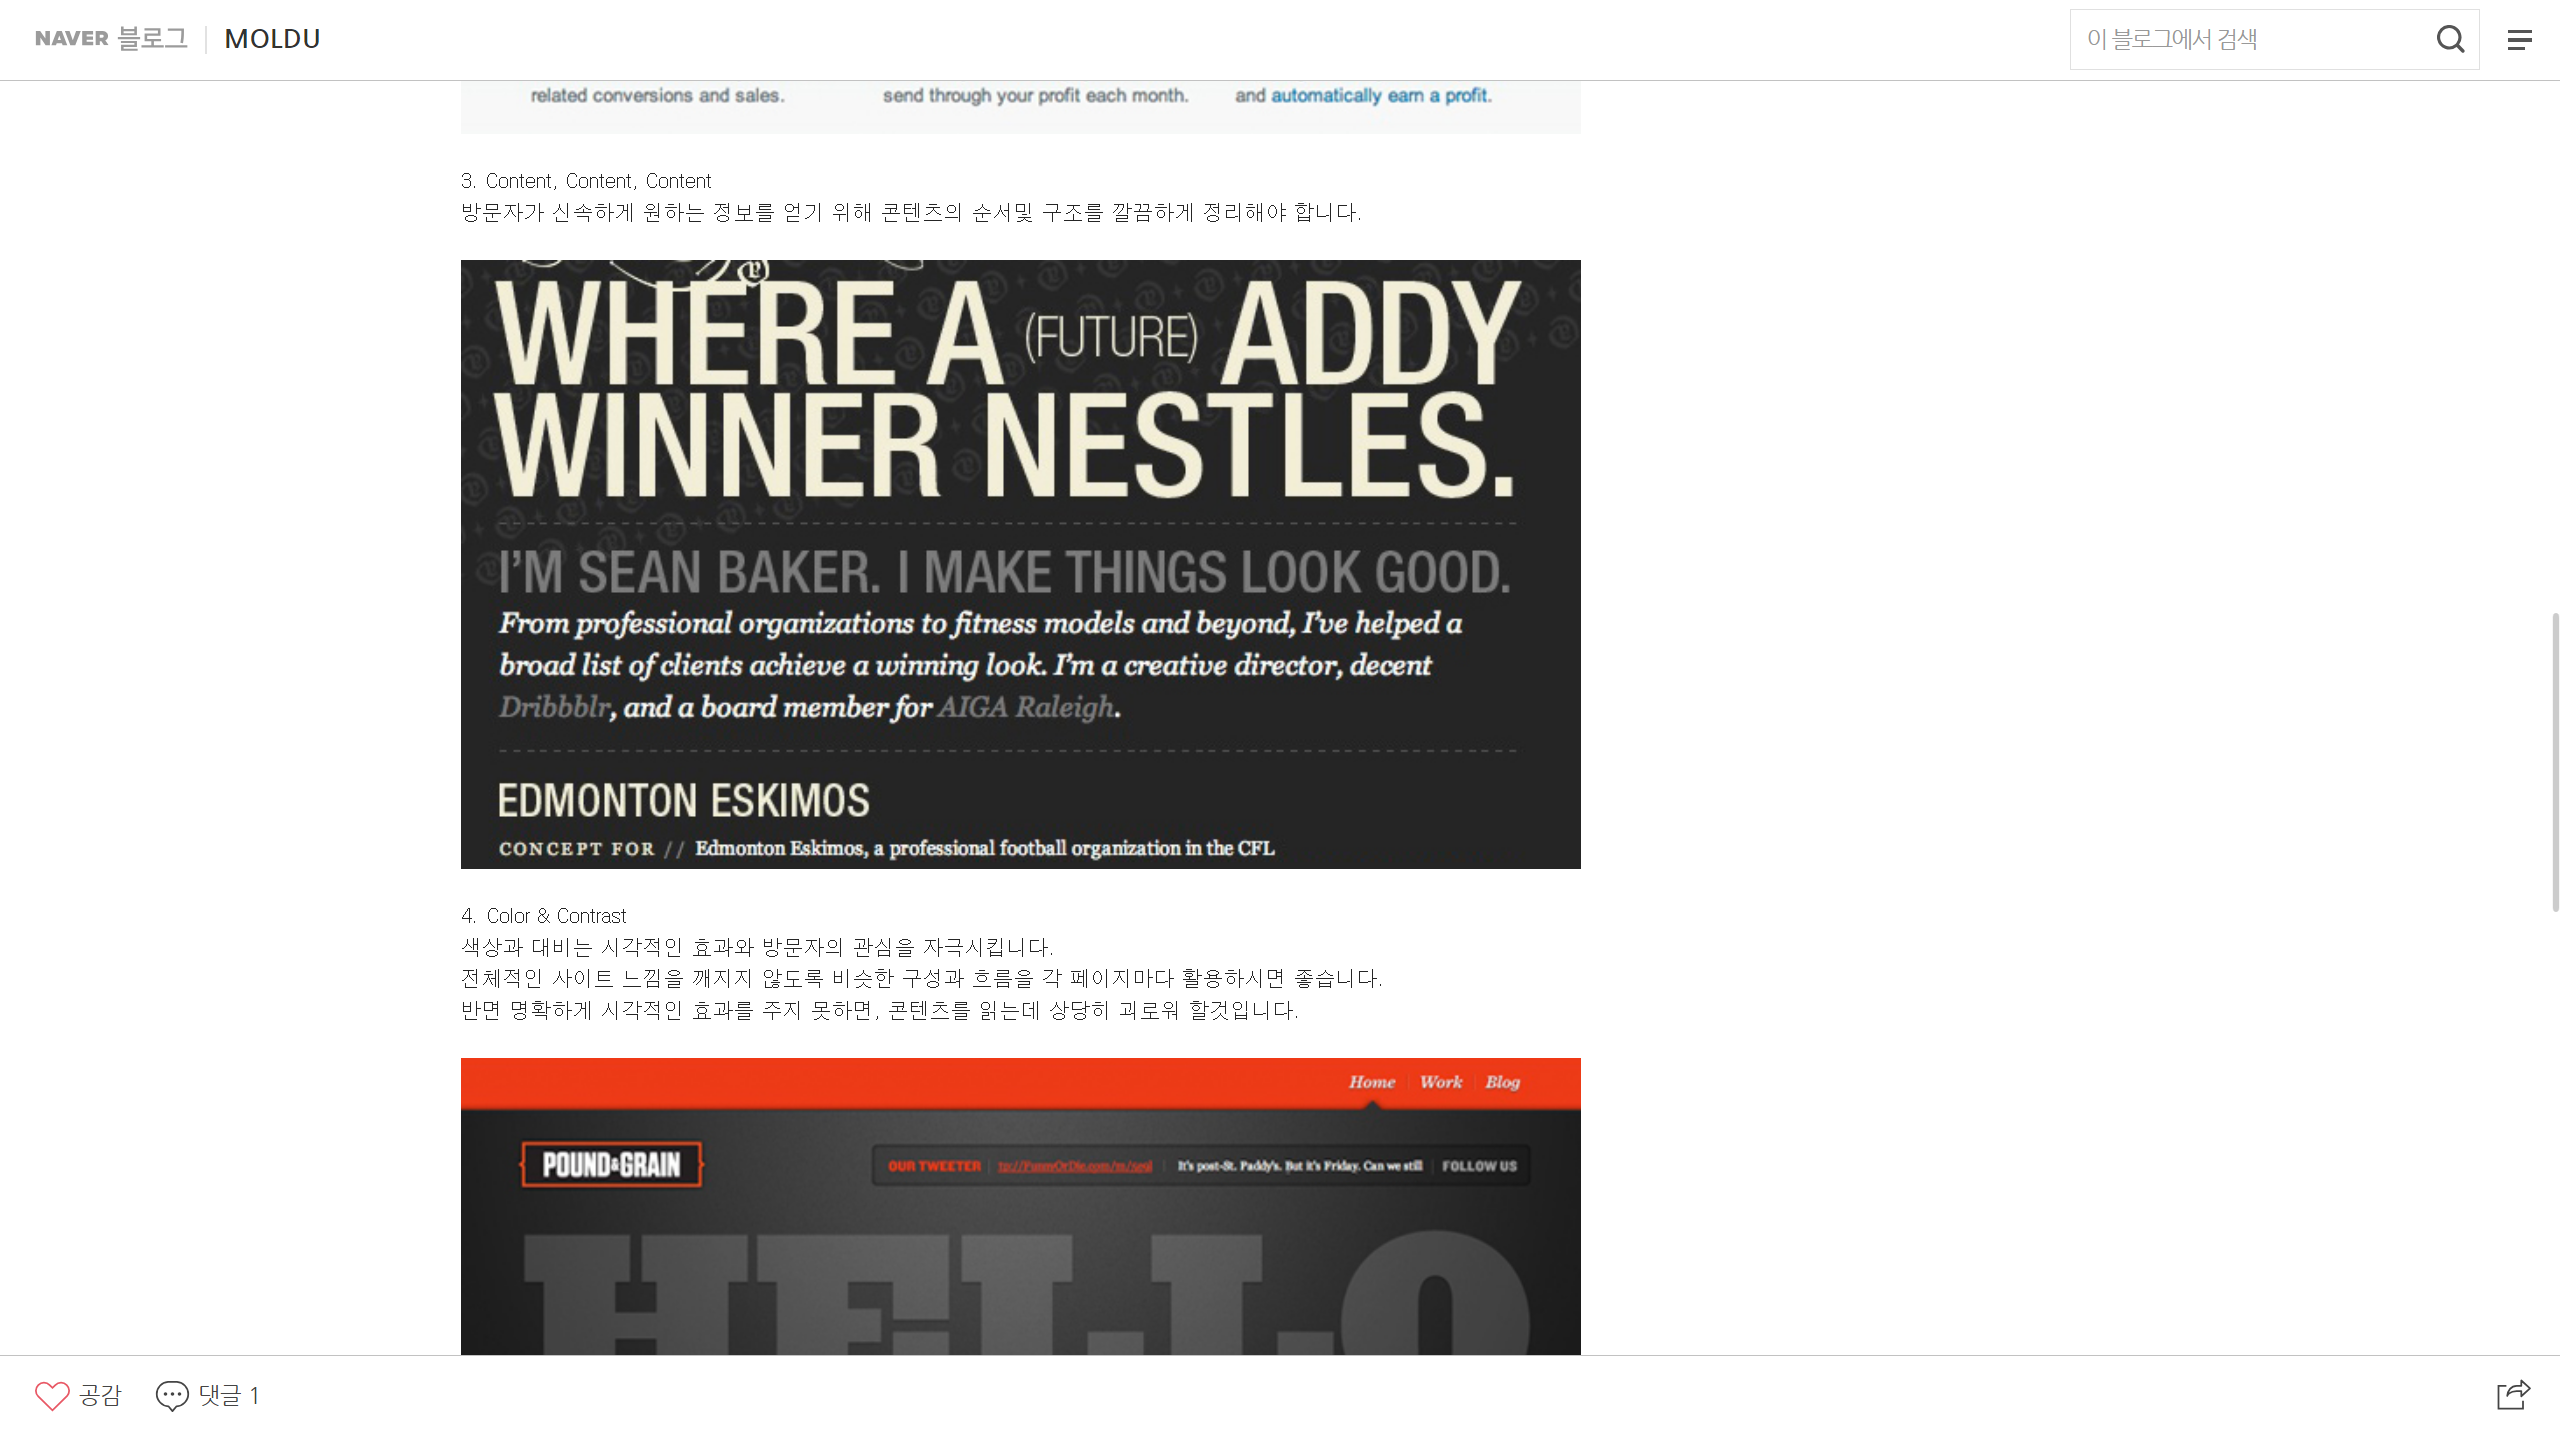 NAVER 블로그 MOLDU
이 블로그에서 검색
related conversions and sales.
send through your profit each month.
and automatically earn a profit.
3. Content, Content, Content
방문자가 신속하게 원하는 정보를 얻기 위해 콘텐츠의 순서및 구조를 깔끔하게 정리해야 합니다.
WHERE A (FUTURE) ADDY
WINNER NESTLES.
I'M SEAN BAKER. I MAKE THINGS LOOK GOOD.
From professional organizations to fitness models and beyond, I've helped a
broad list of clients achieve a winning look. I'm a creative director, decent
Dribbblr, and a board member for AIGA Raleigh.
EDMONTON ESKIMOS
CONCEPT FOR // Edmonton Eskimos, a professional football organization in the CFL
4. Color & Contrast
색상과 대비는 시각적인 효과와 방문자의 관심을 자극시킵니다.
전체적인 사이트 느낌을 깨지지 않도록 비슷한 구성과 흐름을 각 페이지마다 활용하시면 좋습니다.
반면 명확하게 시각적인 효과를 주지 못하면, 콘텐츠를 읽는데 상당히 괴로워 할것입니다.
Home Work Blog
POUND&GRAIN
OUR TWEETER It's post-St. Paddy's. But it's Friday. Can we still FOLLOW US
HELLO
공감 댓글 1